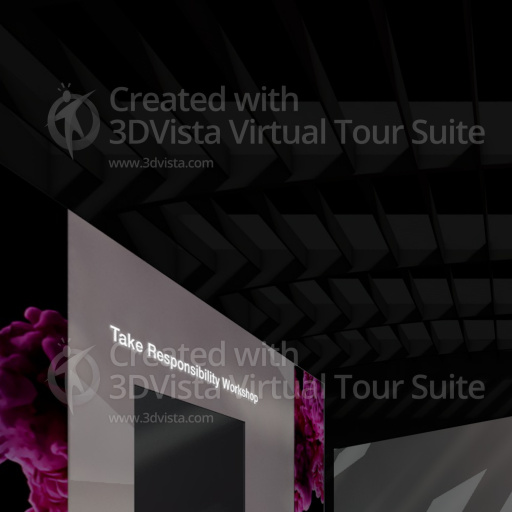 Created with
3DVista Virtual Tour Suite
www.3dvista.com
Take Responsibility Workshop
Created with
3DVista Virtual Tour Suite
www.3dvista.com